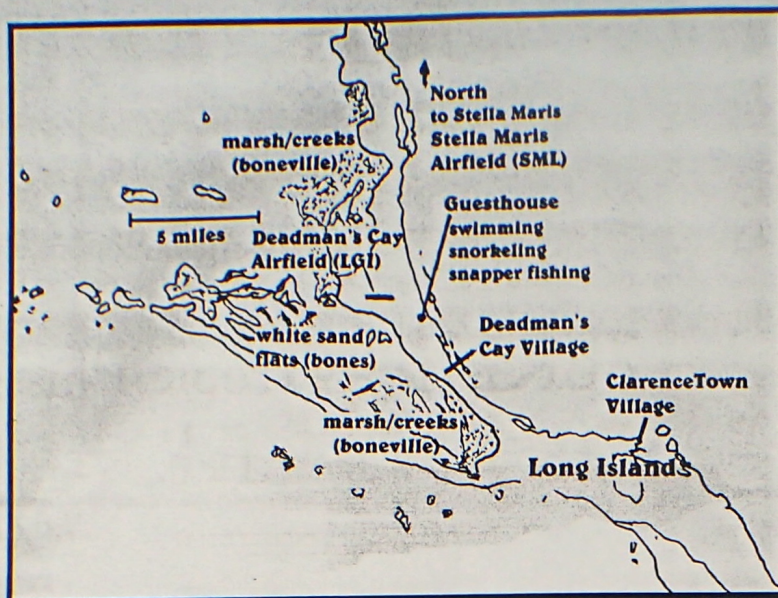 North
to Stella Maris
Stella Maris
Airfield (SML)
marsh/creeks
(boneville)
Guesthouse
swimming
snorkeling
snapper fishing
5 miles
Deadman's Cay
Airfield (LGI)
white sand
flats (bones)
Deadman's
Cay Village
ClarenceTown
Village
marsh/creeks
(boneville)
Long Island